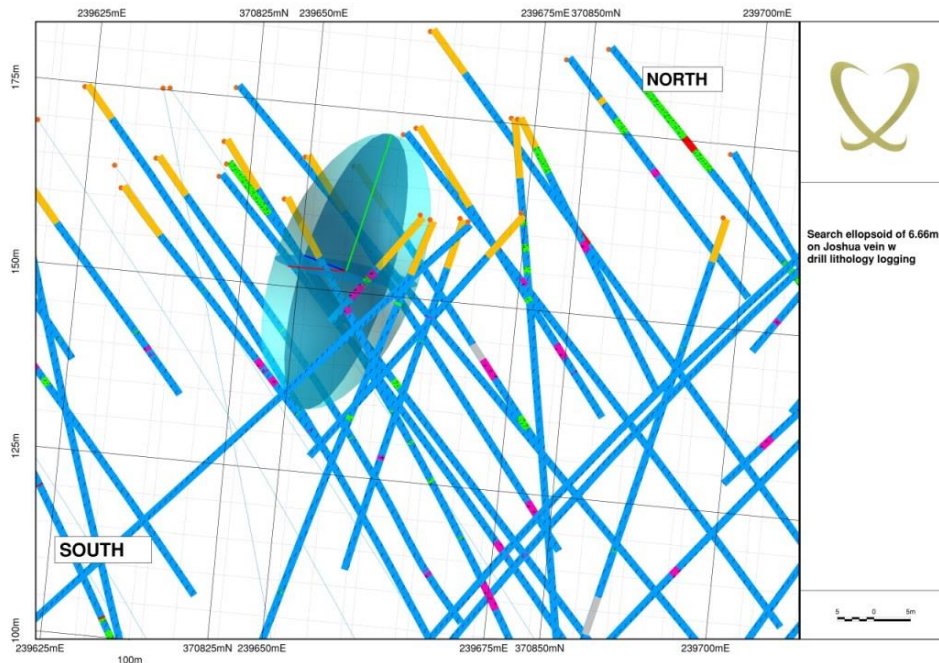 239625mE 370825mN 239650mE 239675mE 370850mN 239700mE
175m
NORTH
Search ellopsoid of 6.66m
on Joshua vein w
drill lithology logging
150m
125m
SOUTH
5 0 5m
100m
239625mE 370825mN 239650mE 239675mE 370850mN 239700mE
100m